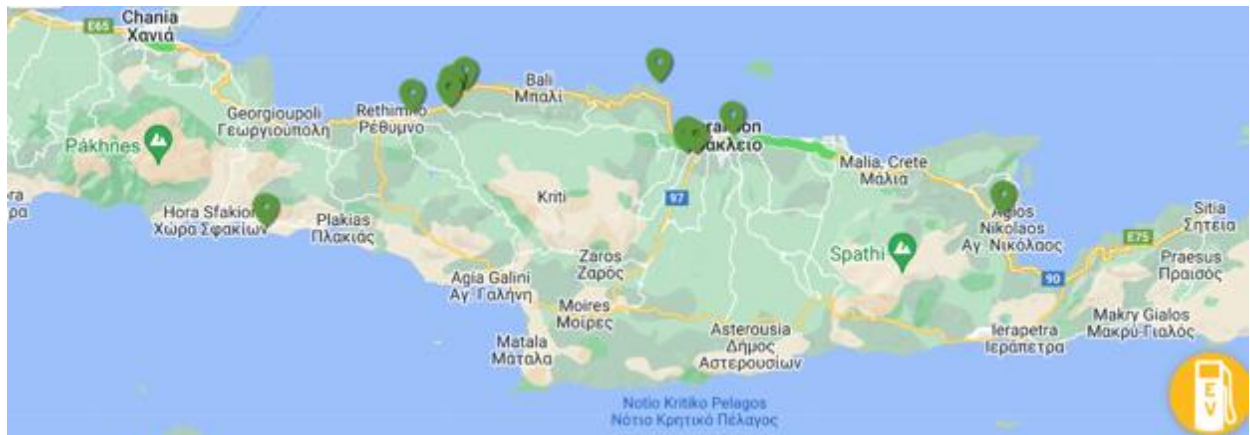 Chania
Χανιά
E65
Georgioupoli
Γεωργιούπολη
Rethimno
Ρέθυμνο
Bali
Μπαλί
Pákhnes
Hora Sfakion
Χώρα Σφακίων
Plakias
Πλακιάς
Kriti
97
Malia, Crete
Μάλια
Agios
Nikolaos
Αγ. Νικόλαος
Sitia
Σητεία
E75
Praesus
Πραισός
Spathi
90
Zaros
Ζαρός
Agia Galini
Αγ. Γαλήνη
Moires
Μοίρες
Matala
Μάταλα
Asterousia
Δήμος
Αστερουσίων
Ierapetra
Ιεράπετρα
Makry Gialos
Μακρύ-Γιαλός
Notio Kritiko Pelagos
Νότιο Κρητικό Πέλαγος
E
V